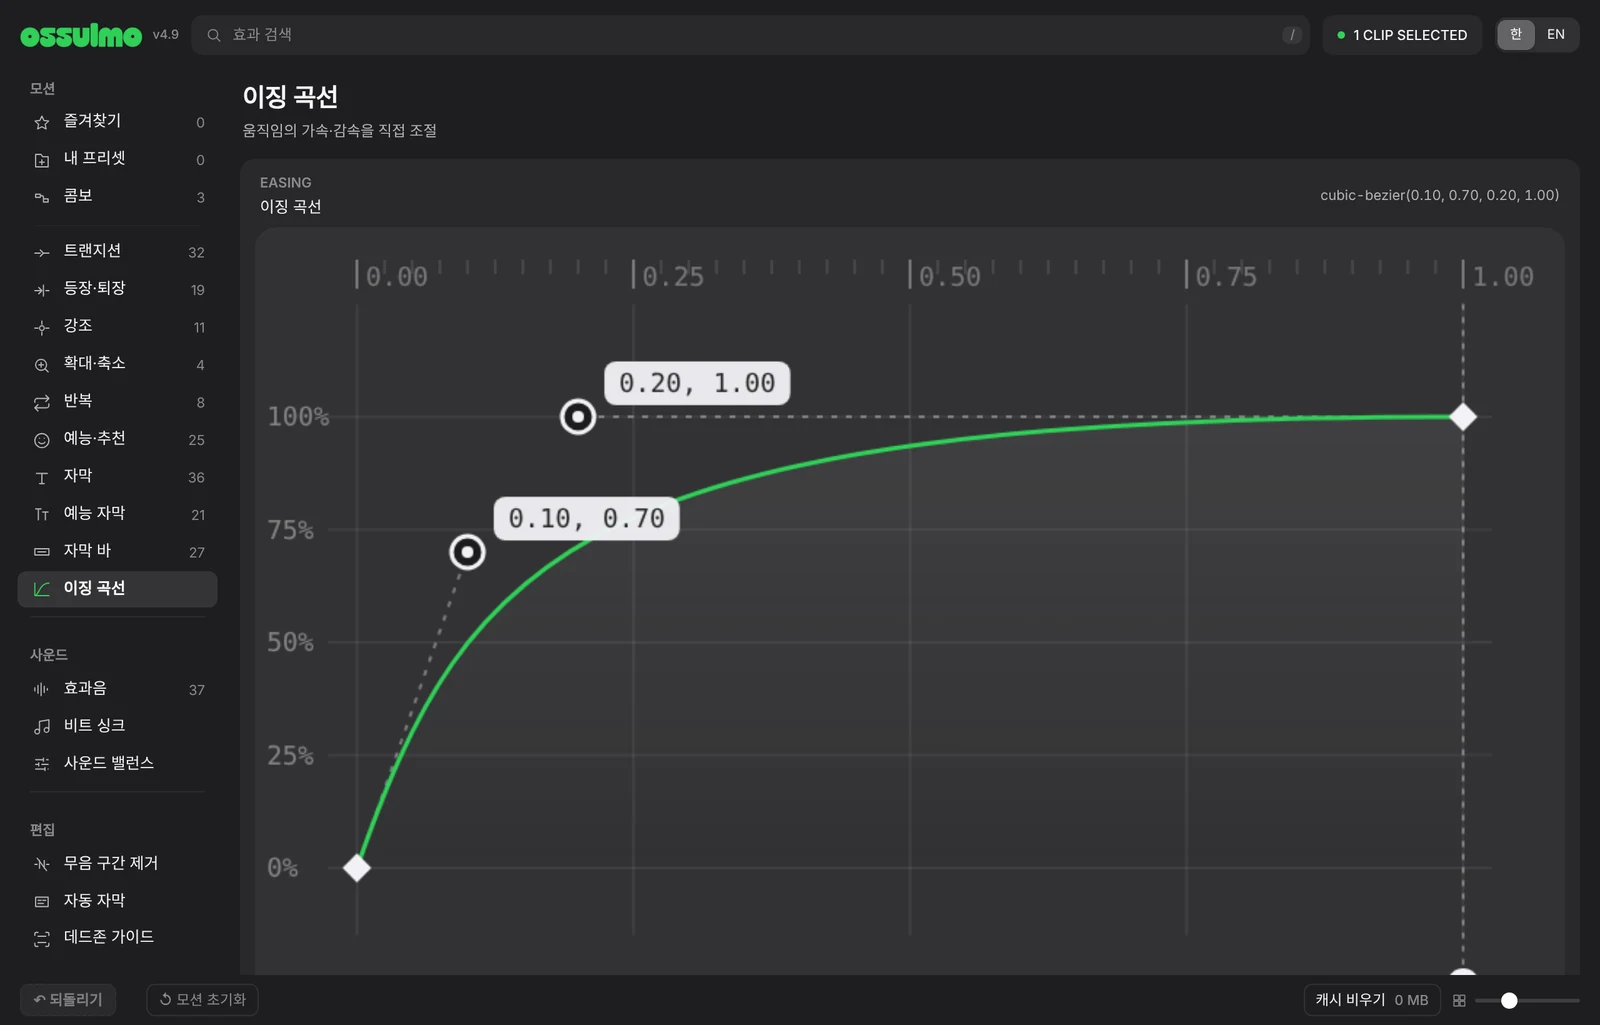 ossulmo v4.9
효과 검색
/
1 CLIP SELECTED
한 EN
모션
즐겨찾기 0
내 프리셋 0
콤보 3
트랜지션 32
등장·퇴장 19
강조 11
확대·축소 4
반복 8
예능·추천 25
자막 36
예능 자막 21
자막 바 27
이징 곡선
사운드
효과음 37
비트 싱크
사운드 밸런스
편집
무음 구간 제거
자동 자막
데드존 가이드
이징 곡선
움직임의 가속·감속을 직접 조절
EASING
이징 곡선
cubic-bezier(0.10, 0.70, 0.20, 1.00)
0.00 0.25 0.50 0.75 1.00
0.20, 1.00
100%
0.10, 0.70
75%
50%
25%
0%
되돌리기
모션 초기화
캐시 비우기 0 MB